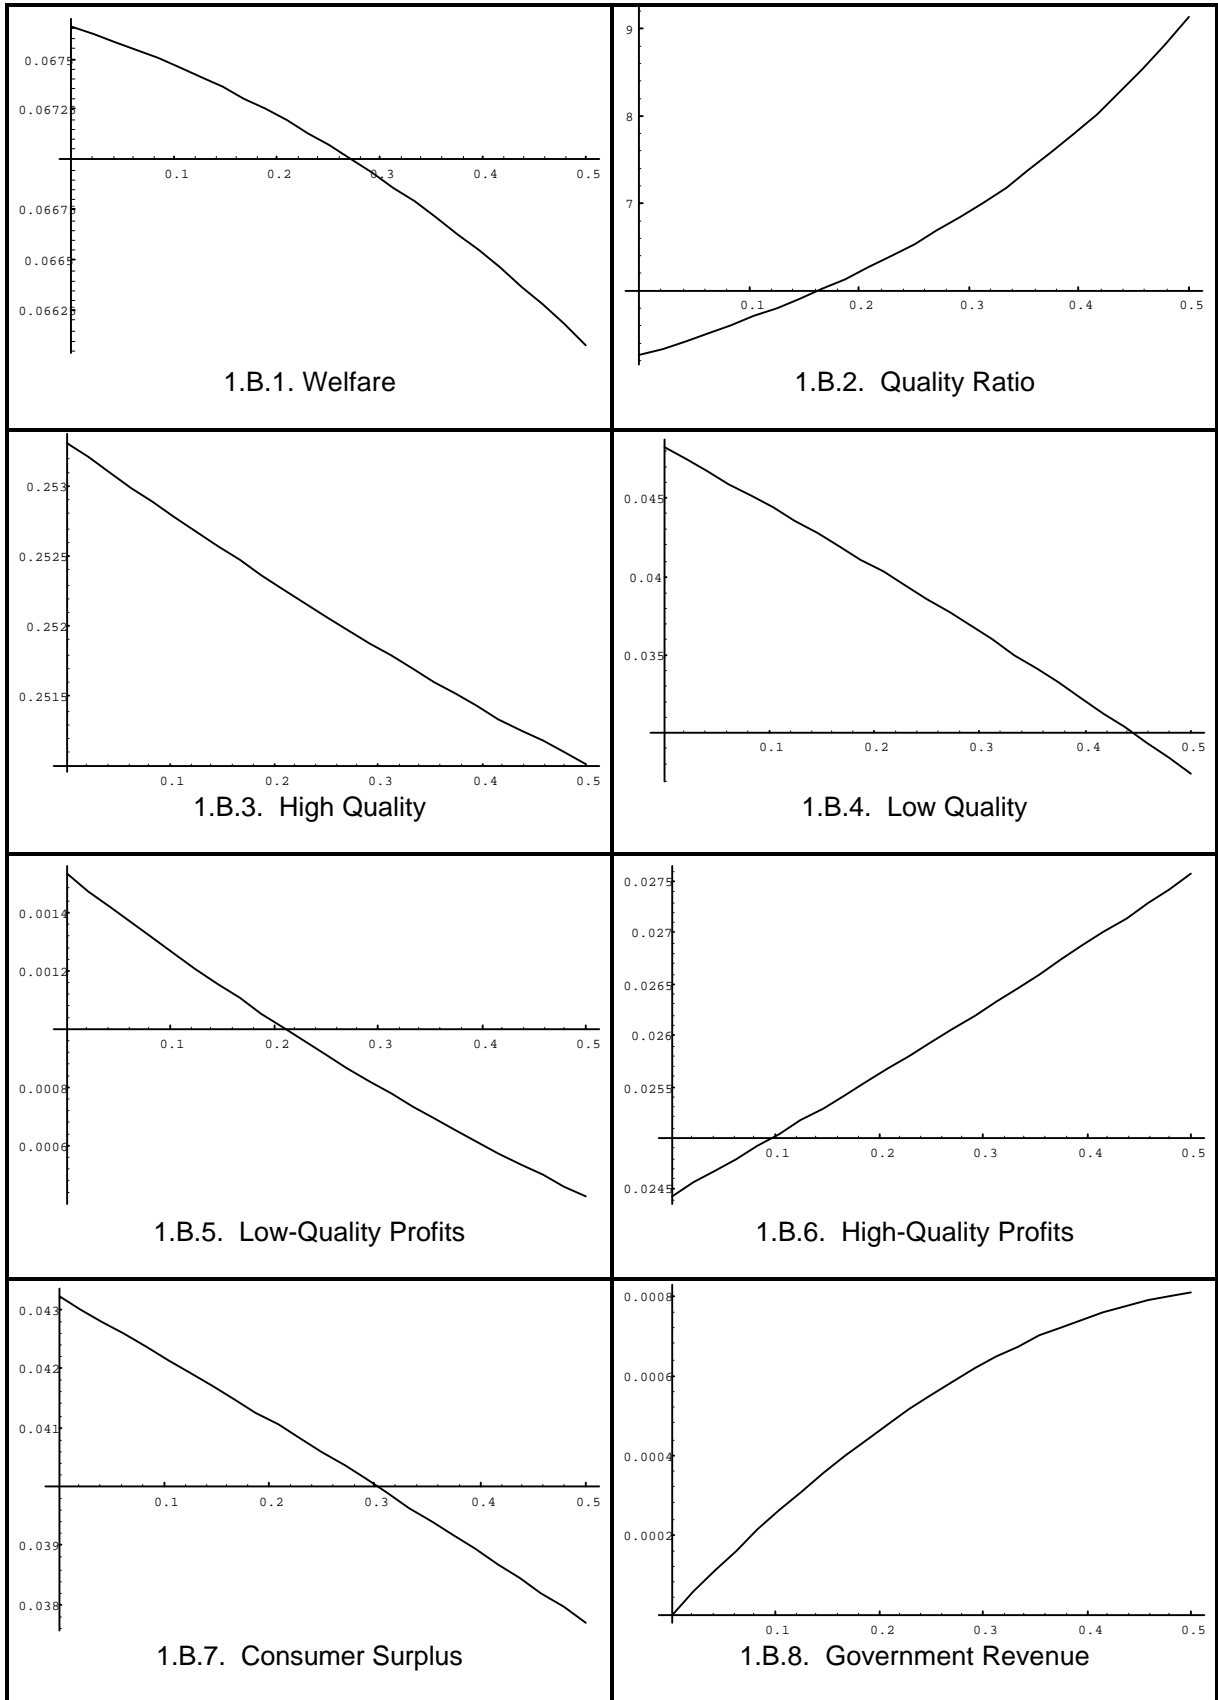 0.0675
0.0672
0.1 0.2 0.3 0.4 0.5
0.0667
0.0665
0.0662
1.B.1. Welfare
9
8
7
0.1 0.2 0.3 0.4 0.5
1.B.2. Quality Ratio
0.253
0.2525
0.252
0.2515
0.1 0.2 0.3 0.4 0.5
1.B.3. High Quality
0.045
0.04
0.035
0.1 0.2 0.3 0.4 0.5
1.B.4. Low Quality
0.0014
0.0012
0.1 0.2 0.3 0.4 0.5
0.0008
0.0006
1.B.5. Low-Quality Profits
0.0275
0.027
0.0265
0.026
0.0255
0.1 0.2 0.3 0.4 0.5
0.0245
1.B.6. High-Quality Profits
0.043
0.042
0.041
0.1 0.2 0.3 0.4 0.5
0.039
0.038
1.B.7. Consumer Surplus
0.0008
0.0006
0.0004
0.0002
0.1 0.2 0.3 0.4 0.5
1.B.8. Government Revenue